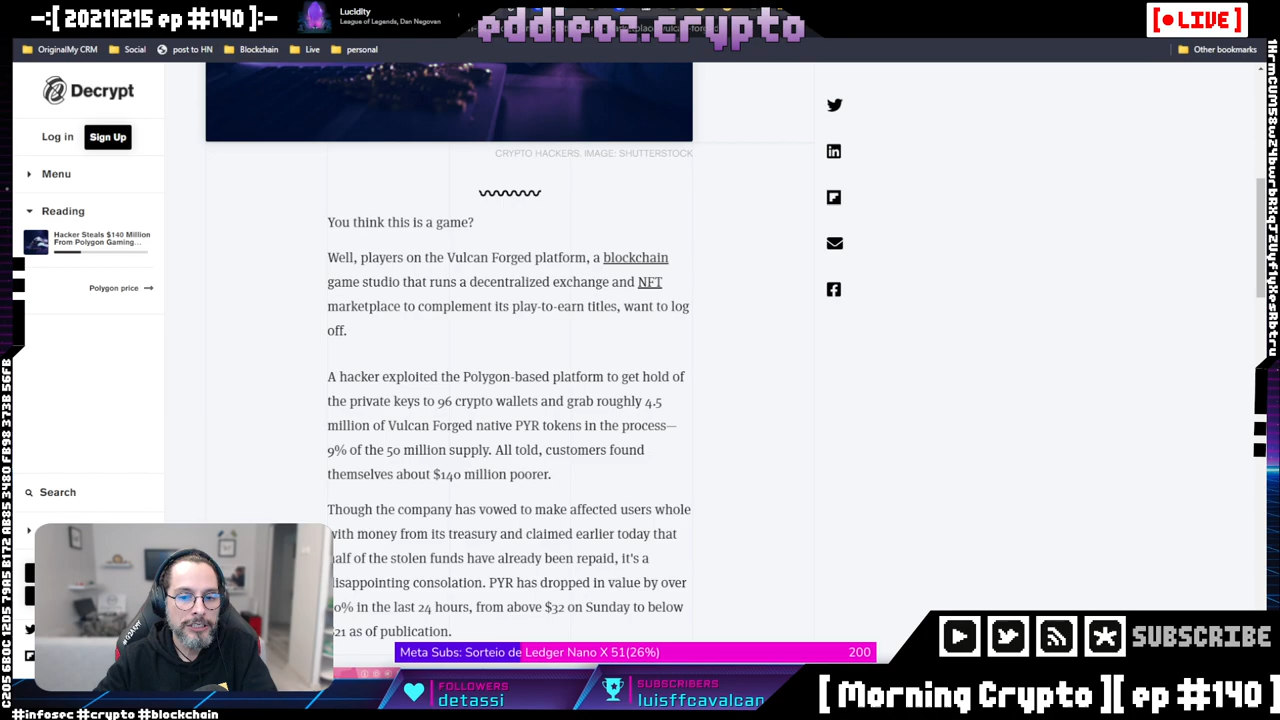 -:[ 20211215 ep #140 ]:-
Lucidity
League of Legends, Dan Negovan
eddieoz.crypto
[ ● LIVE ]
OriginalMy CRM
Social
post to HN
Blockchain
Live
personal
Other bookmarks
Decrypt
Log in
Sign Up
Menu
Reading
Hacker Steals $140 Million
From Polygon Gaming...
Polygon price
Search
CRYPTO HACKERS. IMAGE: SHUTTERSTOCK
You think this is a game?
Well, players on the Vulcan Forged platform, a blockchain
game studio that runs a decentralized exchange and NFT
marketplace to complement its play-to-earn titles, want to log
off.
A hacker exploited the Polygon-based platform to get hold of
the private keys to 96 crypto wallets and grab roughly 4.5
million of Vulcan Forged native PYR tokens in the process—
9% of the 50 million supply. All told, customers found
themselves about $140 million poorer.
Though the company has vowed to make affected users whole
with money from its treasury and claimed earlier today that
half of the stolen funds have already been repaid, it's a
disappointing consolation. PYR has dropped in value by over
0% in the last 24 hours, from above $32 on Sunday to below
21 as of publication.
Meta Subs: Sorteio de Ledger Nano X 51(26%)
200
FOLLOWERS
detassi
SUBSCRIBERS
luisffcavalcan
SUBSCRIBE
[ Morning Crypto ][ ep #140 ]
#infosec #crypto #blockchain